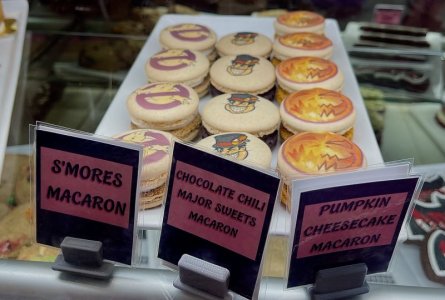 S'MORES
MACARON
CHOCOLATE CHILI
MAJOR SWEETS
MACARON
PUMPKIN
CHEESECAKE
MACARON